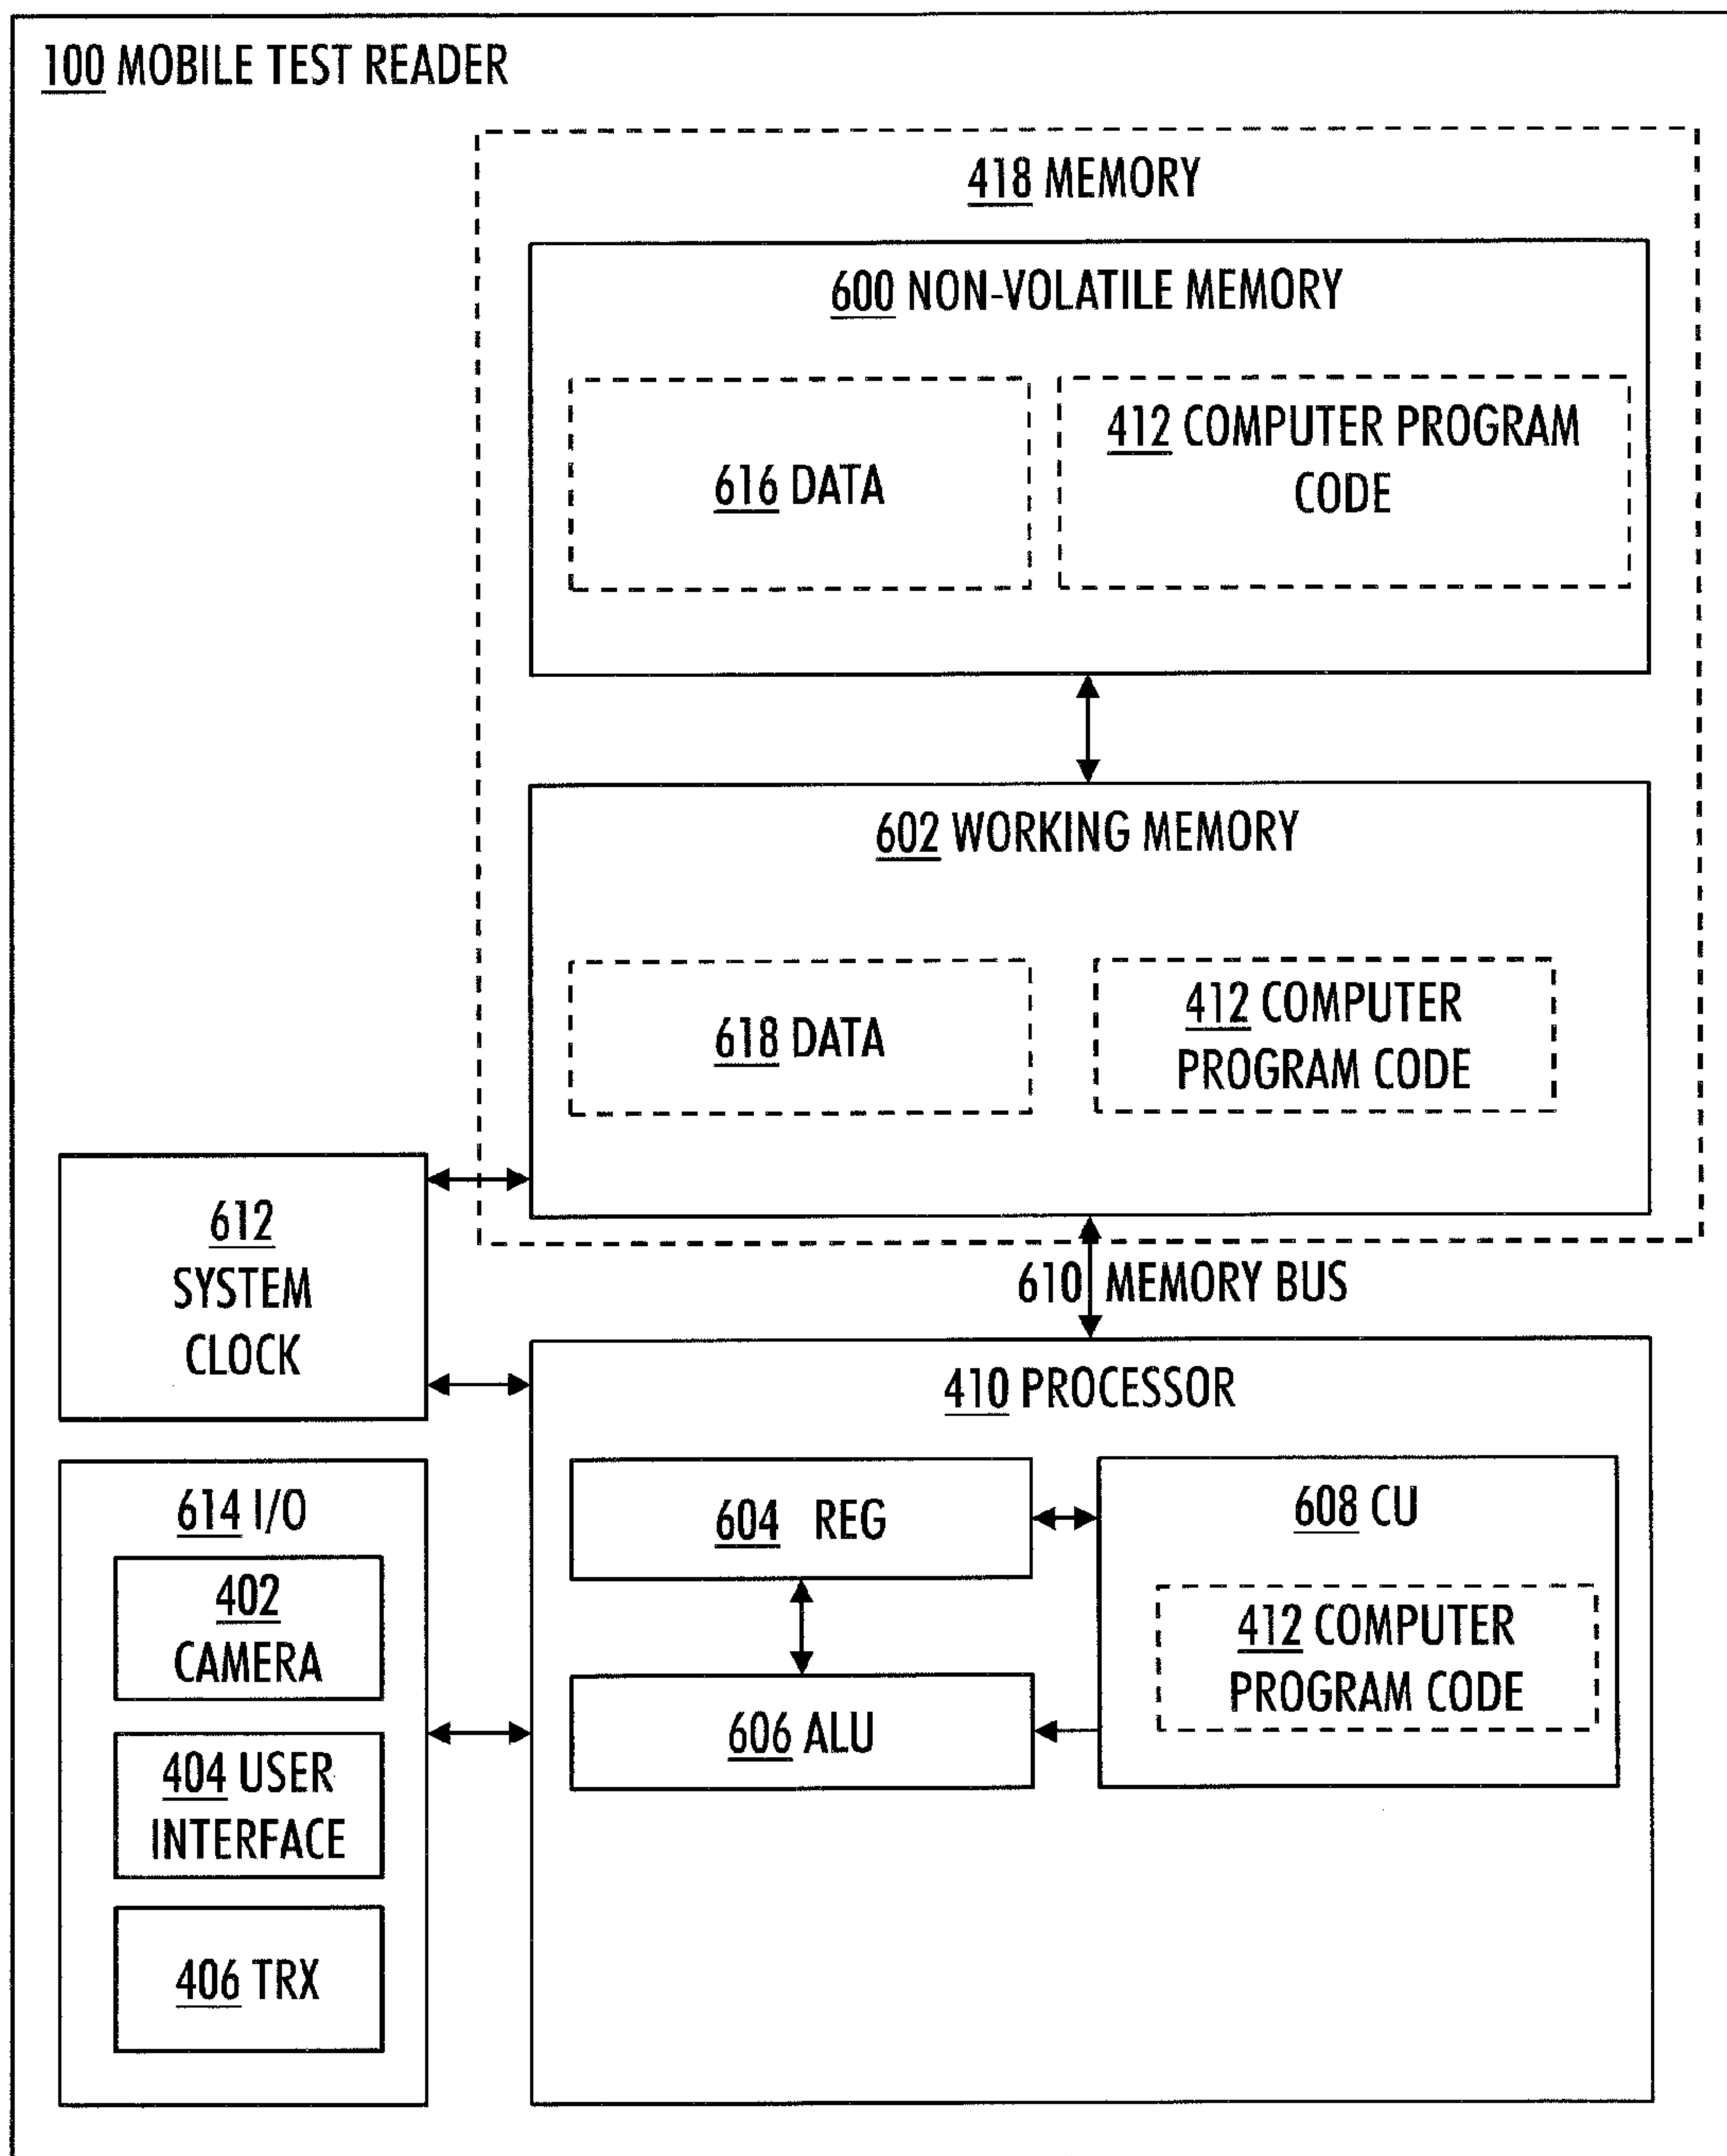 100 MOBILE TEST READER
418 MEMORY
600 NON-VOLATILE MEMORY
616 DATA
412 COMPUTER PROGRAM
CODE
602 WORKING MEMORY
618 DATA
412 COMPUTER
PROGRAM CODE
612
SYSTEM
CLOCK
610 MEMORY BUS
410 PROCESSOR
604 REG
608 CU
412 COMPUTER
PROGRAM CODE
606 ALU
614 I/O
402
CAMERA
404 USER
INTERFACE
406 TRX